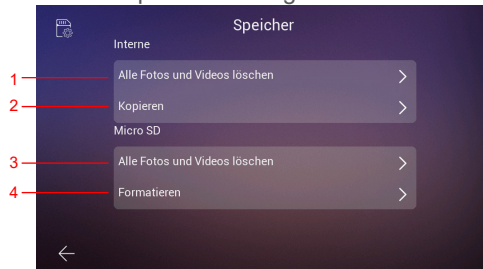 Speicher
Interne
1 Alle Fotos und Videos löschen
2 Kopieren
Micro SD
3 Alle Fotos und Videos löschen
4 Formatieren